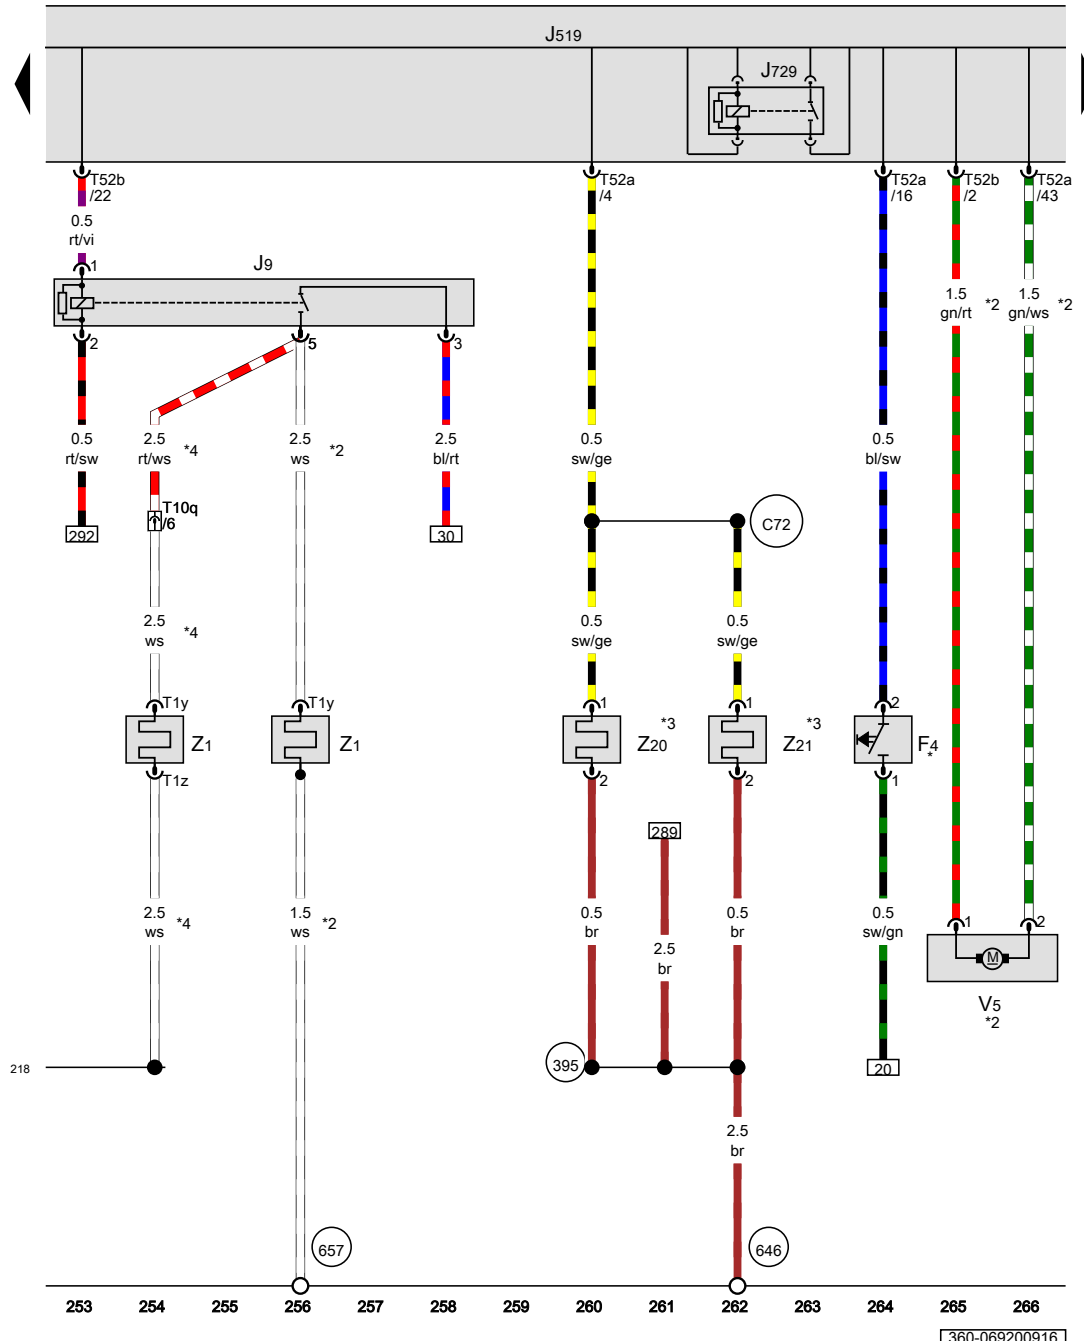 J519
J729
T52b
/22
T52a
/4
T52a
/16
T52b
/2
T52a
/43
0.5
rt/vi
1
J9
1.5
gn/rt
*2
1.5
gn/ws
*2
2
5
3
0.5
rt/sw
2.5
rt/ws
*4
2.5
ws
*2
2.5
bl/rt
0.5
sw/ge
0.5
bl/sw
T10q
/6
292
30
C72
2.5
ws
*4
0.5
sw/ge
0.5
sw/ge
T1y
T1y
1
1
2
Z1
Z1
Z20
*3
Z21
*3
F4
*
T1z
2
2
1
289
2.5
ws
*4
1.5
ws
*2
0.5
br
2.5
br
0.5
br
0.5
sw/gn
1
2
M
V5
*2
218
395
20
2.5
br
657
646
253 254 255 256 257 258 259 260 261 262 263 264 265 266
360-069200916